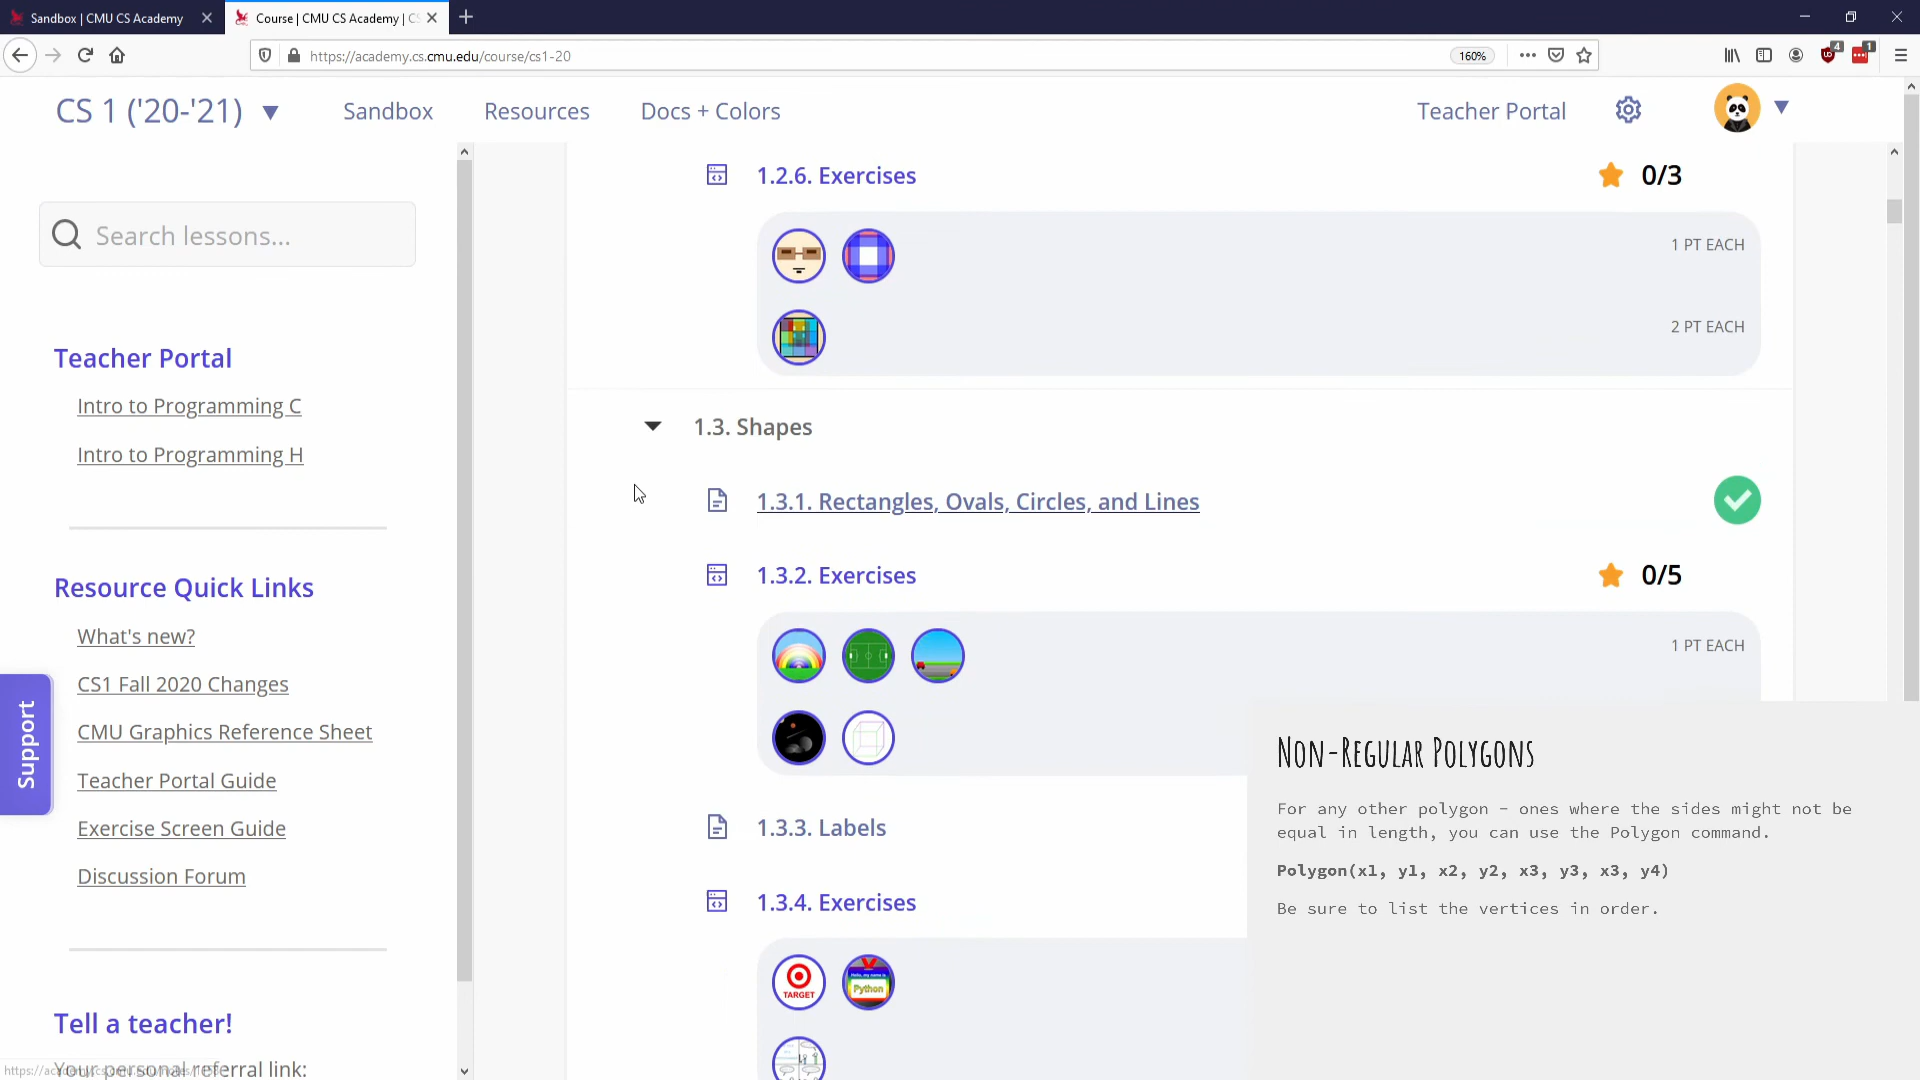 Sandbox | CMU CS Academy
Course | CMU CS Academy | CS
https://academy.cs.cmu.edu/course/cs1-20
160%
4
1
CS 1 ('20-'21)
Sandbox
Resources
Docs + Colors
Teacher Portal
Search lessons...
Teacher Portal
Intro to Programming C
Intro to Programming H
Resource Quick Links
What's new?
CS1 Fall 2020 Changes
CMU Graphics Reference Sheet
Teacher Portal Guide
Exercise Screen Guide
Discussion Forum
Tell a teacher!
Your personal referral link:
Support
1.2.6. Exercises
0/3
1 PT EACH
2 PT EACH
1.3. Shapes
1.3.1. Rectangles, Ovals, Circles, and Lines
1.3.2. Exercises
0/5
1 PT EACH
1.3.3. Labels
1.3.4. Exercises
TARGET
Hello, my name is
Python
Non-Regular Polygons
For any other polygon - ones where the sides might not be
equal in length, you can use the Polygon command.
Polygon(x1, y1, x2, y2, x3, y3, x3, y4)
Be sure to list the vertices in order.